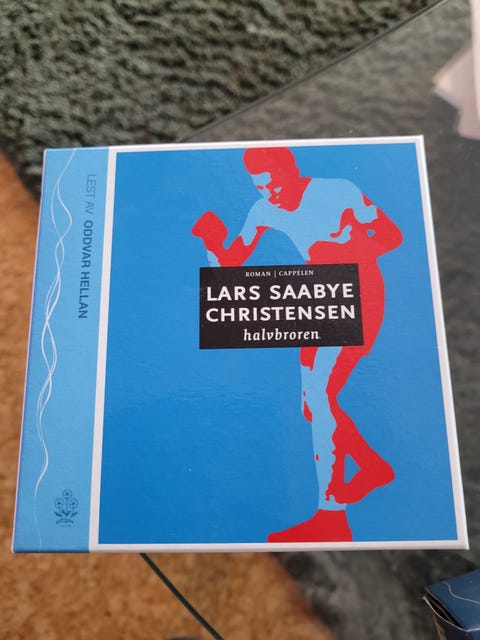 LEST AV ODDVAR HELLAN
ROMAN | CAPPELEN
LARS SAABYE
CHRISTENSEN
halvbroren